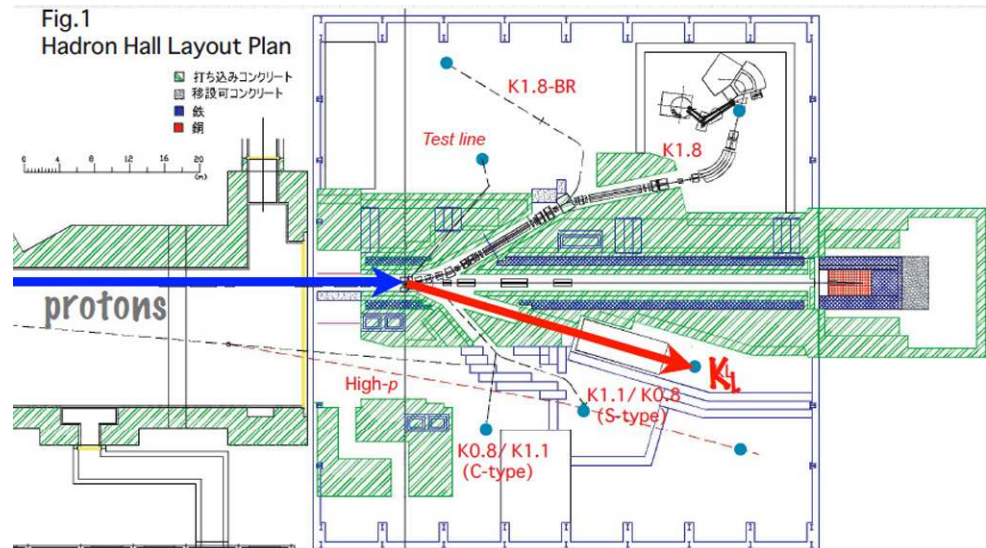 Fig.1
Hadron Hall Layout Plan
打ち込みコンクリート
移設可コンクリート
鉄
銅
0 4 8 12 16 20
(m)
K1.8-BR
Test line
K1.8
protons
KL
High-p
K1.1/ K0.8
(S-type)
K0.8/ K1.1
(C-type)